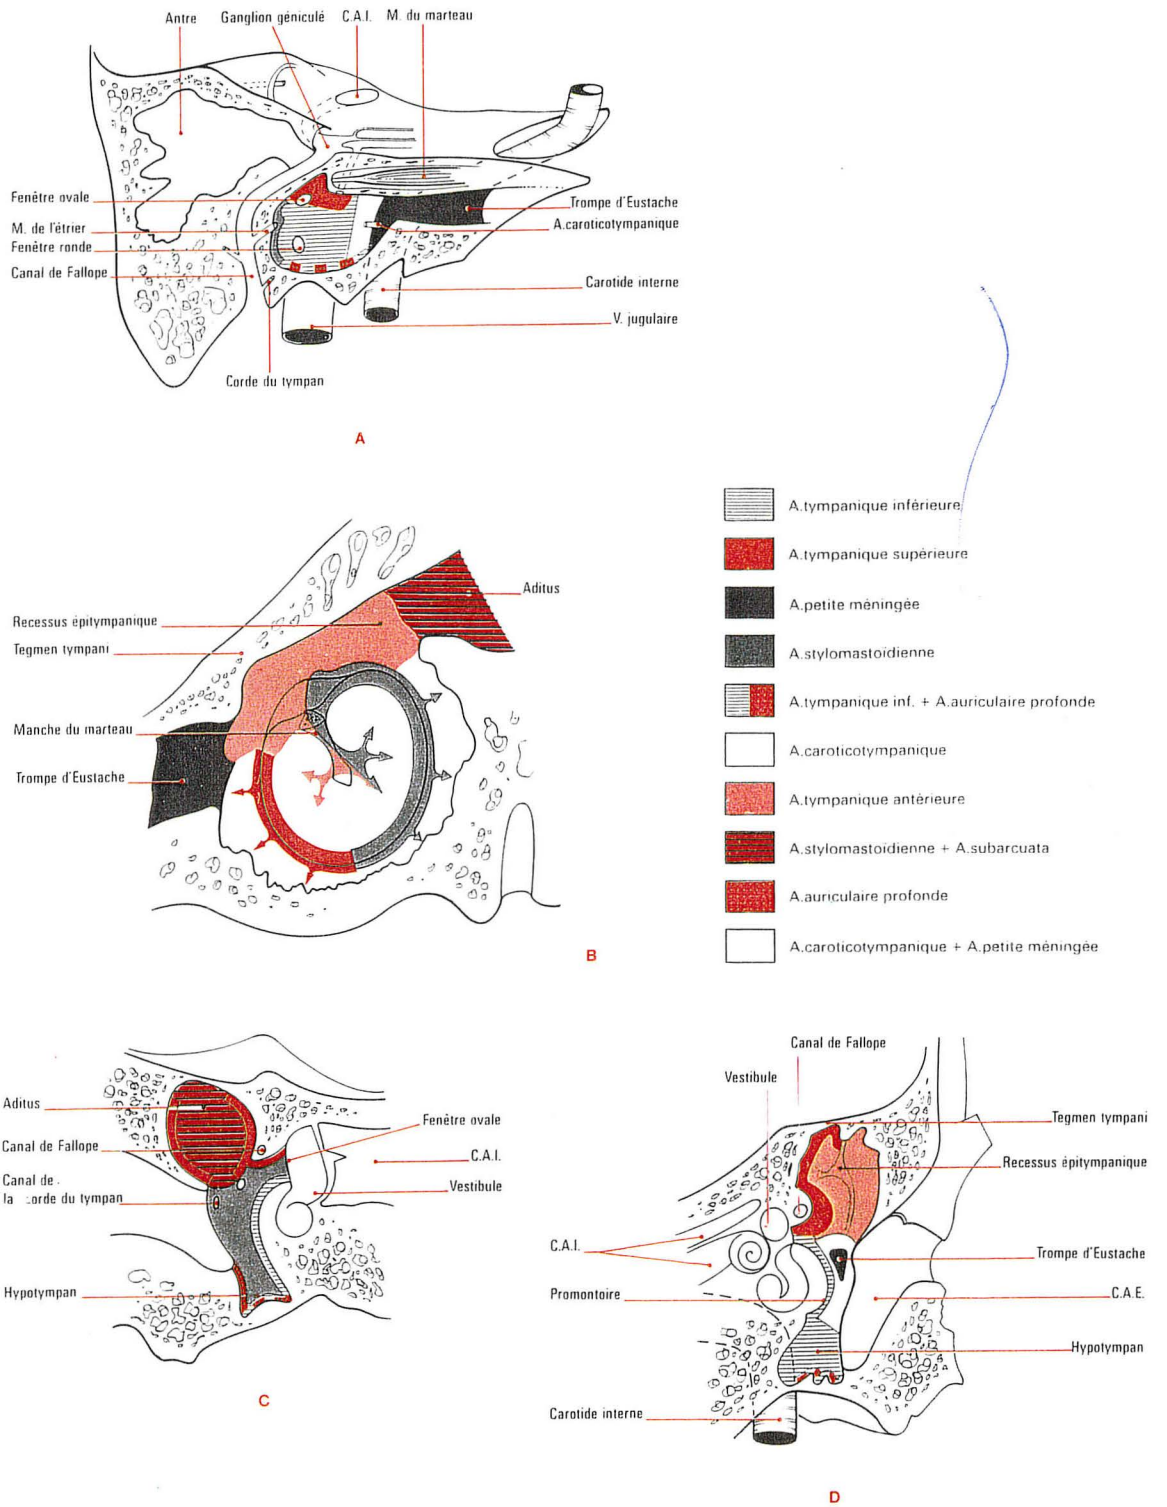 Antre
Ganglion géniculé
C.A.I.
M. du marteau
Fenêtre ovale
M. de l'étrier
Fenêtre ronde
Canal de Fallope
Trompe d'Eustache
A.caroticotympanique
Carotide interne
V. jugulaire
Corde du tympan
A
Recessus épitympanique
Tegmen tympani
Manche du marteau
Trompe d'Eustache
Aditus
B
A.tympanique inférieure
A.tympanique supérieure
A.petite méningée
A.stylomastoïdienne
A.tympanique inf. + A.auriculaire profonde
A.caroticotympanique
A.tympanique antérieure
A.stylomastoïdienne + A.subarcuata
A.auriculaire profonde
A.caroticotympanique + A.petite méningée
Aditus
Canal de Fallope
Canal de
la corde du tympan
Hypotympan
Fenêtre ovale
C.A.I.
Vestibule
C
Canal de Fallope
Vestibule
Tegmen tympani
Recessus épitympanique
C.A.I.
Trompe d'Eustache
Promontoire
C.A.E.
Hypotympan
Carotide interne
D